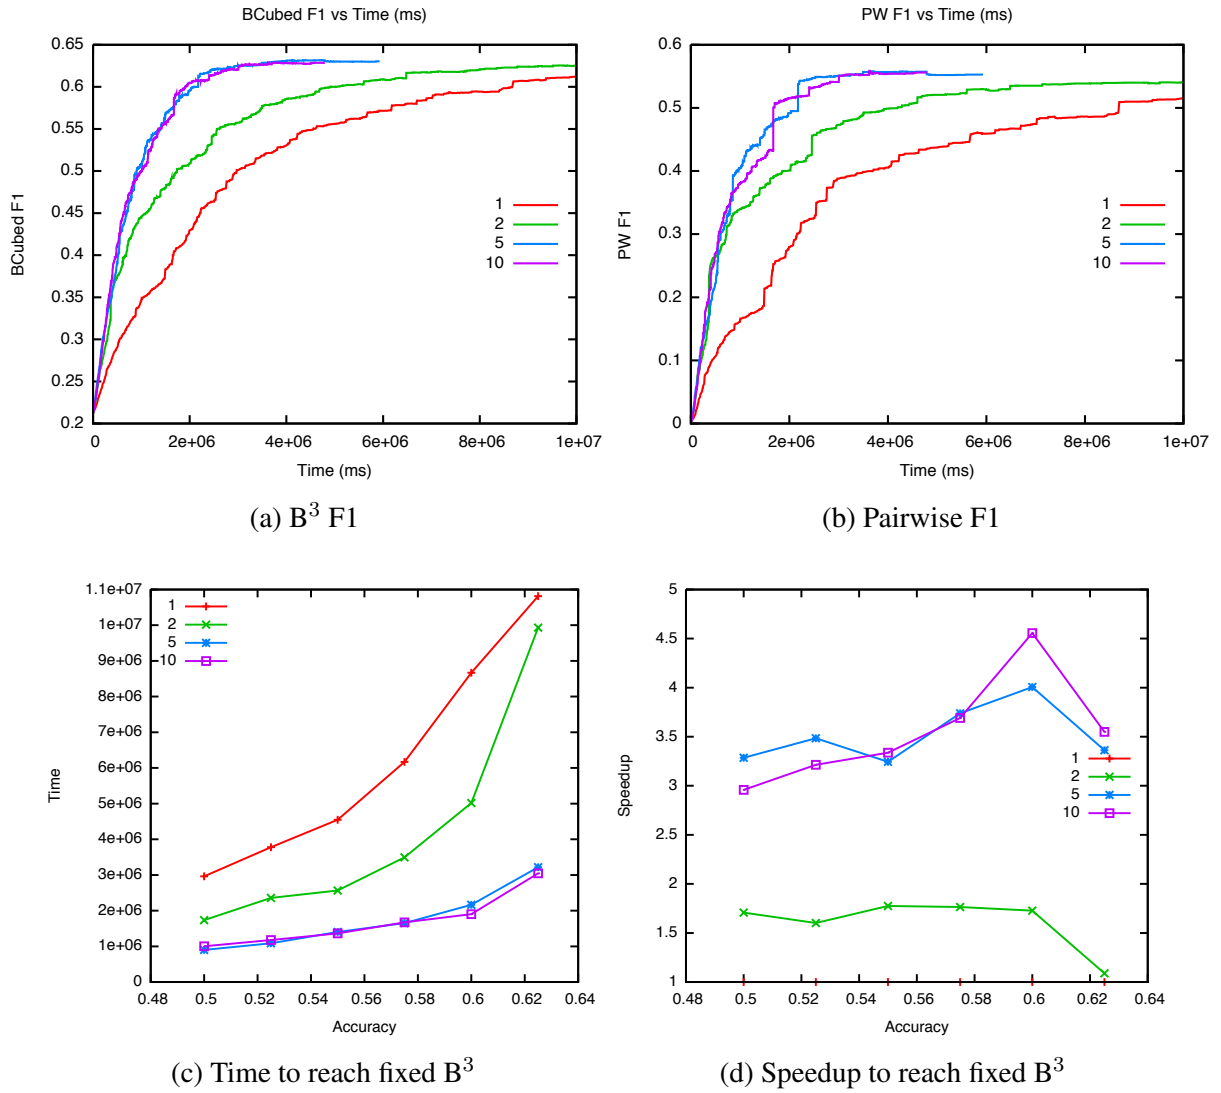 BCubed F1 vs Time (ms)
0.65
0.6
0.55
0.5
0.45
0.4
0.35
0.3
0.25
0.2
BCubed F1
1
2
5
10
0
2e+06
4e+06
6e+06
8e+06
1e+07
Time (ms)
(a) B³ F1
PW F1 vs Time (ms)
0.6
0.5
0.4
0.3
0.2
0.1
0
PW F1
1
2
5
10
0
2e+06
4e+06
6e+06
8e+06
1e+07
Time (ms)
(b) Pairwise F1
1.1e+07
1e+07
9e+06
8e+06
7e+06
6e+06
5e+06
4e+06
3e+06
2e+06
1e+06
0
Time
1
2
5
10
0.48
0.5
0.52
0.54
0.56
0.58
0.6
0.62
0.64
Accuracy
(c) Time to reach fixed B³
5
4.5
4
3.5
3
2.5
2
1.5
1
Speedup
1
2
5
10
0.48
0.5
0.52
0.54
0.56
0.58
0.6
0.62
0.64
Accuracy
(d) Speedup to reach fixed B³